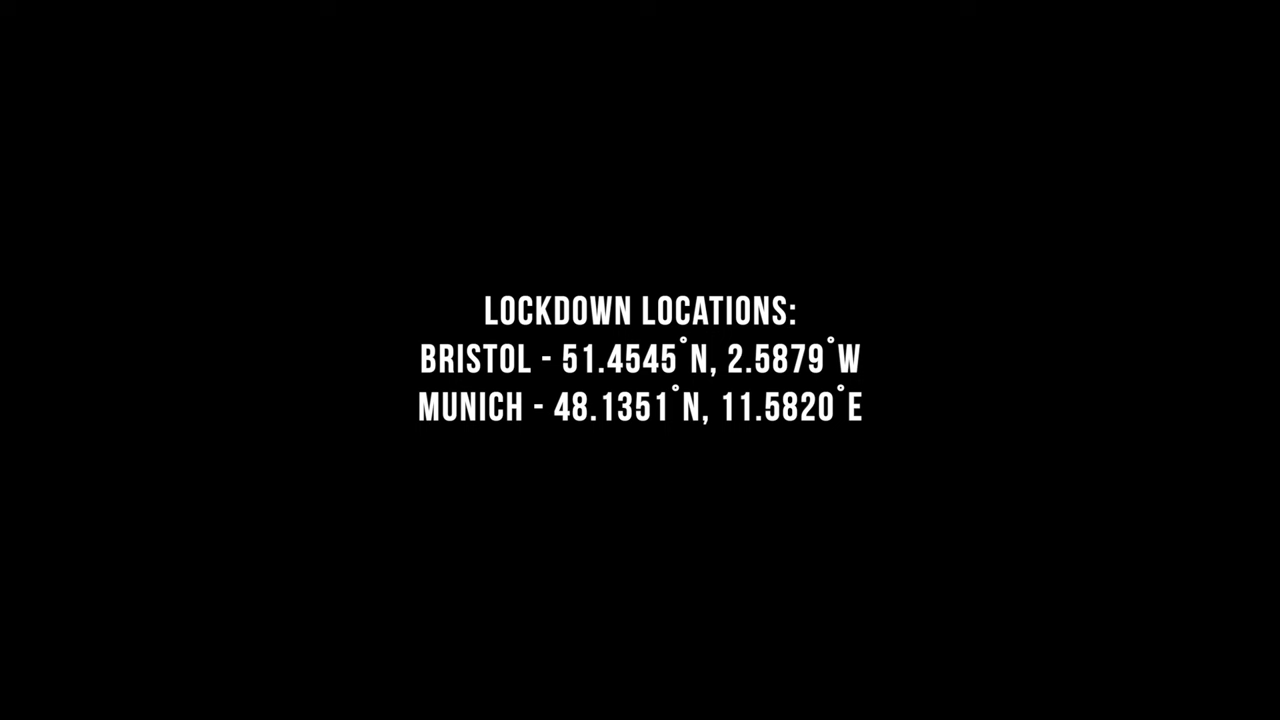 LOCKDOWN LOCATIONS:
BRISTOL - 51.4545°N, 2.5879°W
MUNICH - 48.1351°N, 11.5820°E